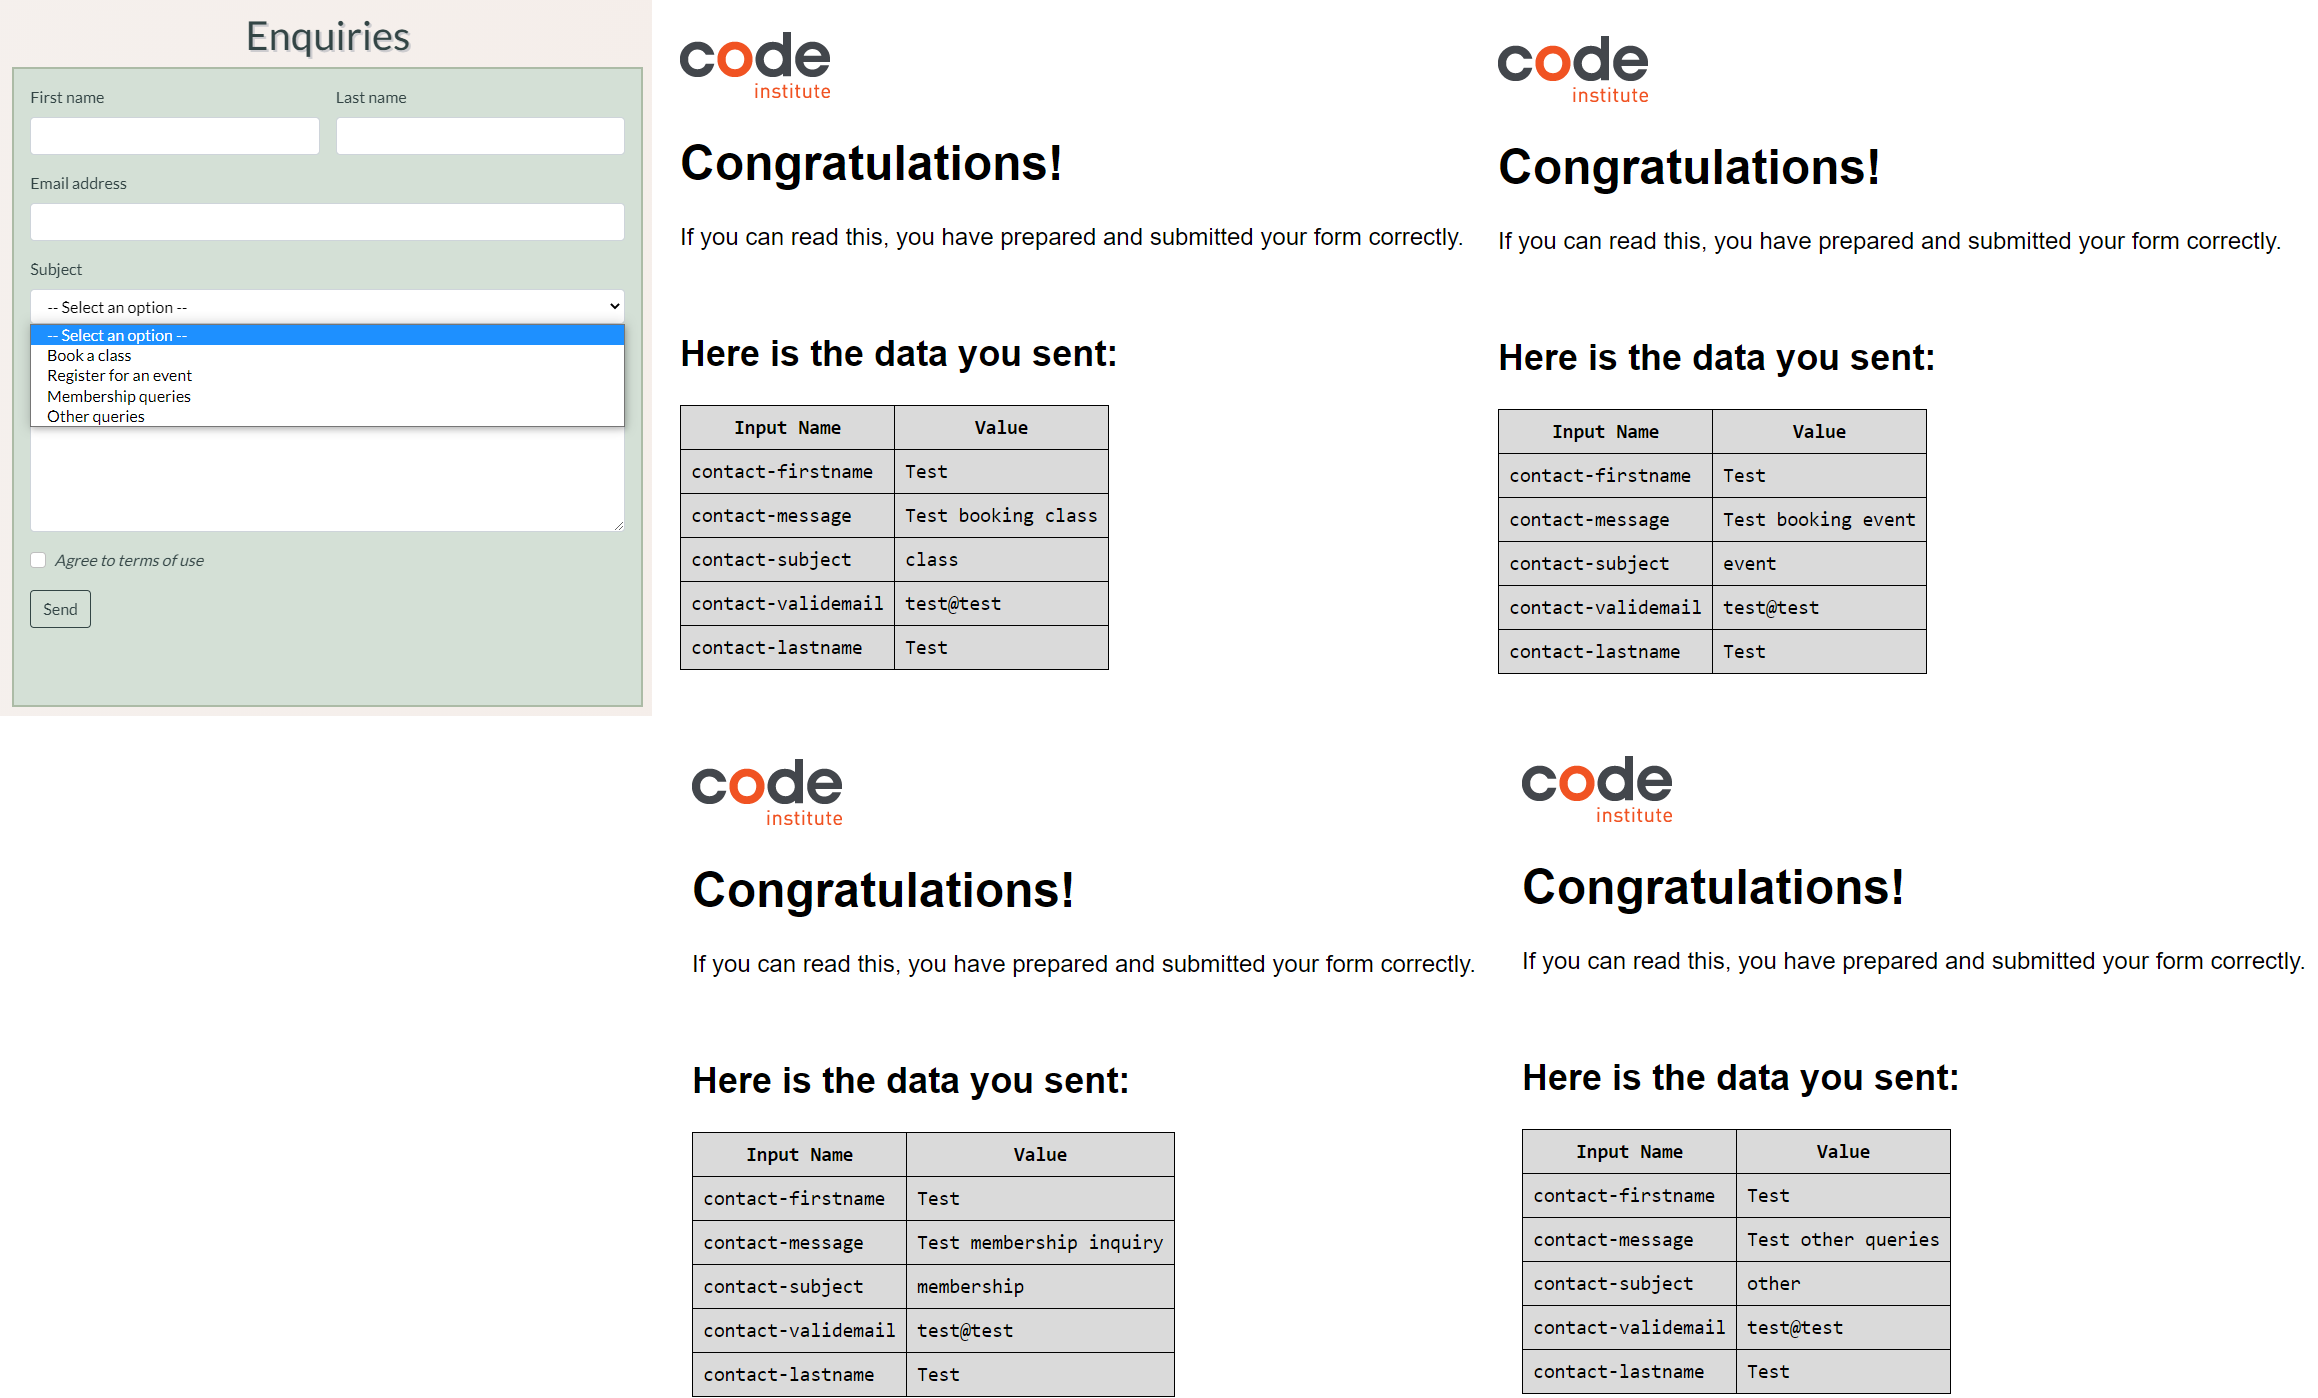 Enquiries
First name Last name
Email address
Subject
-- Select an option --
-- Select an option --
Book a class
Register for an event
Membership queries
Other queries
Agree to terms of use
Send
code
institute
Congratulations!
If you can read this, you have prepared and submitted your form correctly.
Here is the data you sent:
Input Name Value
contact-firstname Test
contact-message Test booking class
contact-subject class
contact-validemail test@test
contact-lastname Test
code
institute
Congratulations!
If you can read this, you have prepared and submitted your form correctly.
Here is the data you sent:
Input Name Value
contact-firstname Test
contact-message Test booking event
contact-subject event
contact-validemail test@test
contact-lastname Test
code
institute
Congratulations!
If you can read this, you have prepared and submitted your form correctly.
Here is the data you sent:
Input Name Value
contact-firstname Test
contact-message Test membership inquiry
contact-subject membership
contact-validemail test@test
contact-lastname Test
code
institute
Congratulations!
If you can read this, you have prepared and submitted your form correctly.
Here is the data you sent:
Input Name Value
contact-firstname Test
contact-message Test other queries
contact-subject other
contact-validemail test@test
contact-lastname Test